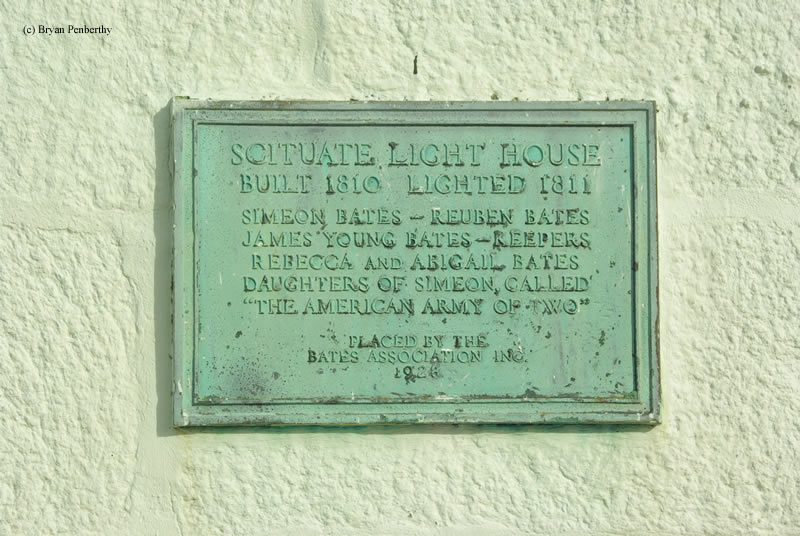 (c) Bryan Penberthy
SCITUATE LIGHT HOUSE
BUILT 1810 LIGHTED 1811
SIMEON BATES – REUBEN BATES
JAMES YOUNG BATES – KEEPERS
REBECCA AND ABIGAIL BATES
DAUGHTERS OF SIMEON, CALLED
"THE AMERICAN ARMY OF TWO"
PLACED BY THE
BATES ASSOCIATION INC.